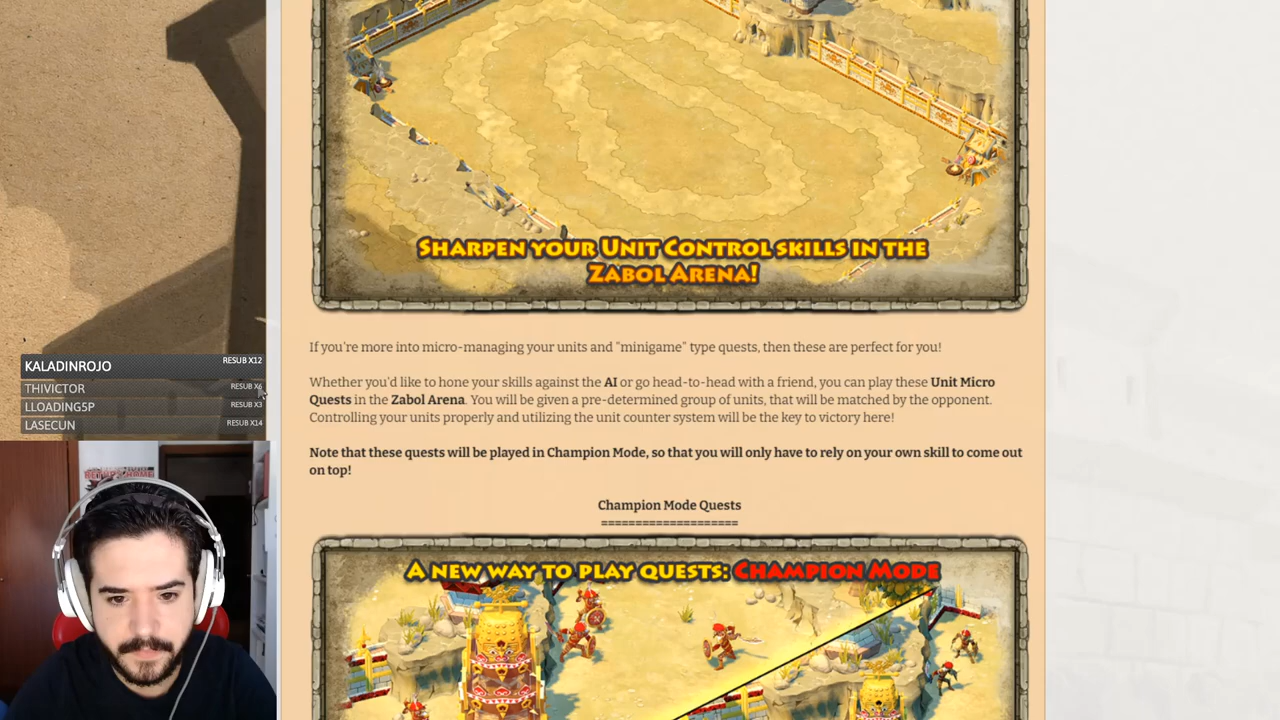 SHARPEN YOUR UNIT CONTROL SKILLS IN THE
ZABOL ARENA!
If you're more into micro-managing your units and "minigame" type quests, then these are perfect for you!
Whether you'd like to hone your skills against the AI or go head-to-head with a friend, you can play these Unit Micro
Quests in the Zabol Arena. You will be given a pre-determined group of units, that will be matched by the opponent.
Controlling your units properly and utilizing the unit counter system will be the key to victory here!
Note that these quests will be played in Champion Mode, so that you will only have to rely on your own skill to come out
on top!
Champion Mode Quests
====================
A NEW WAY TO PLAY QUESTS: CHAMPION MODE
KALADINROJO RESUB X12
THIVICTOR RESUB X6
LLOADING5P RESUB X3
LASECUN RESUB X14